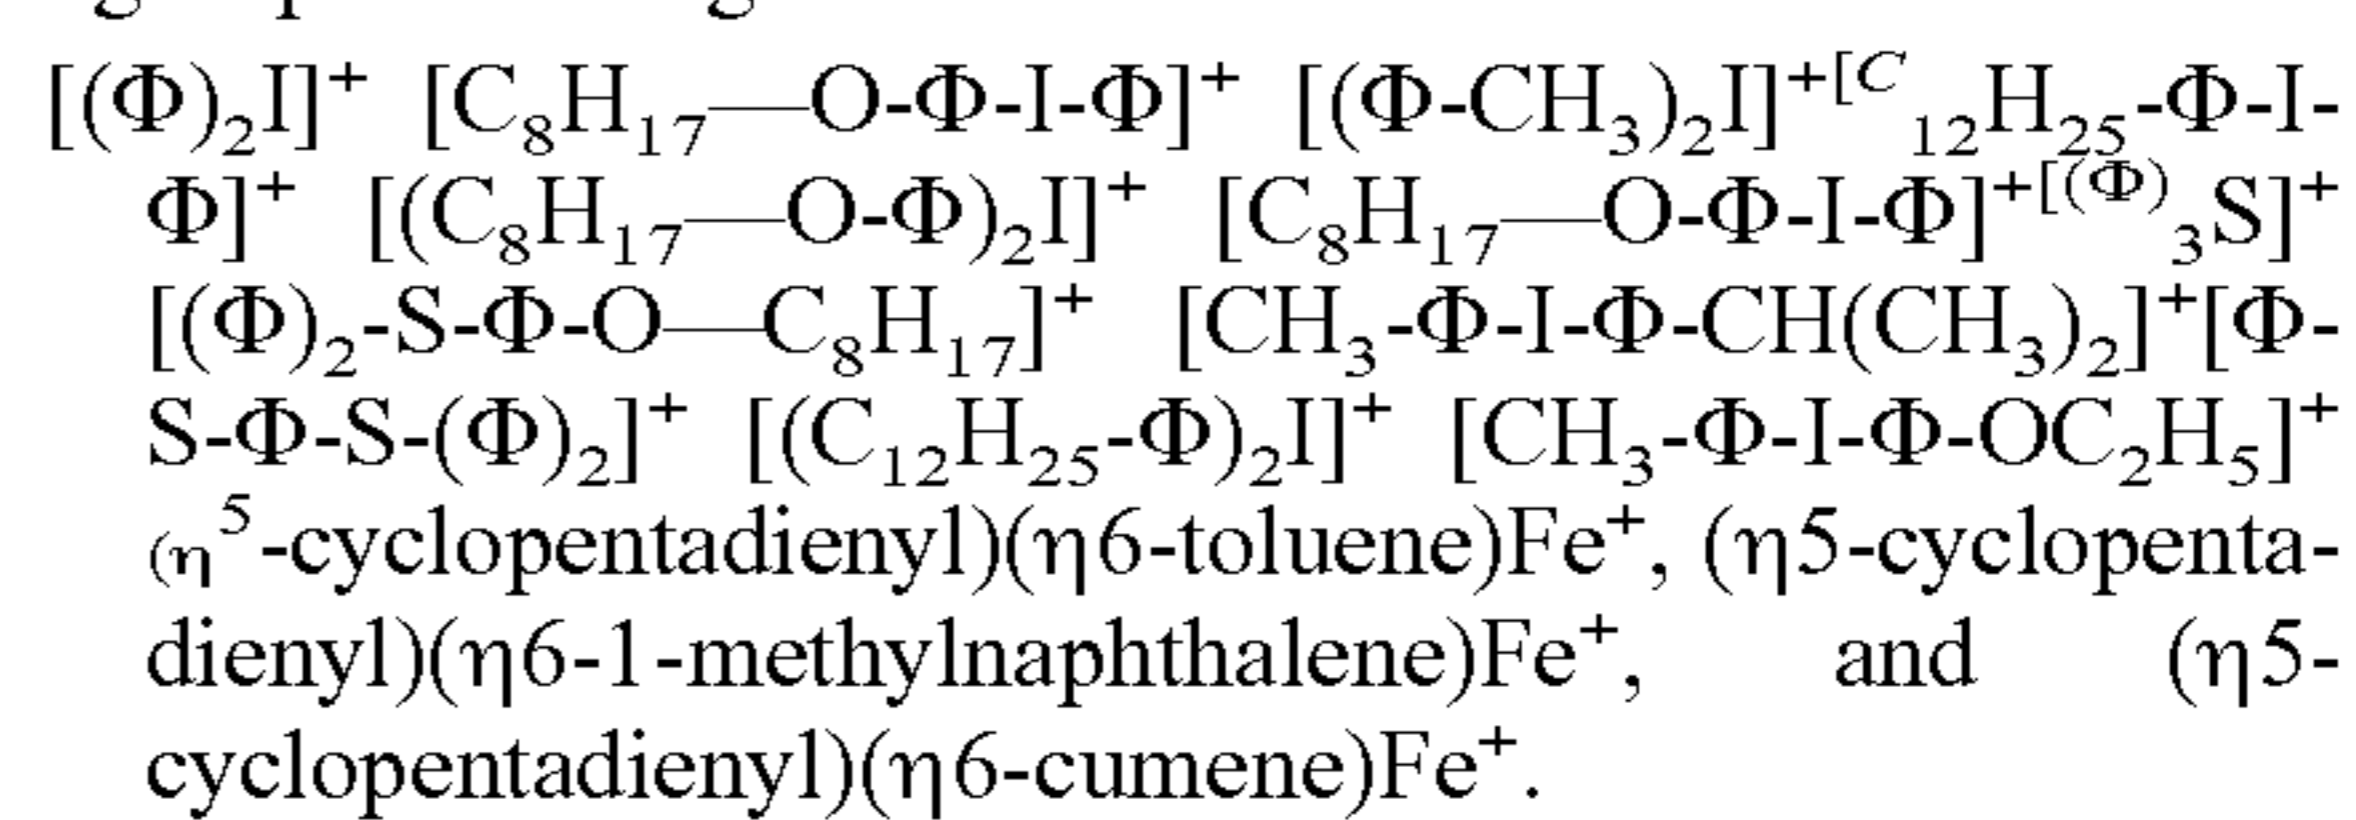 [(Φ)₂I]⁺ [C₈H₁₇—O-Φ-I-Φ]⁺ [(Φ-CH₃)₂I]⁺[C₁₂H₂₅-Φ-I-
Φ]⁺ [(C₈H₁₇—O-Φ)₂I]⁺ [C₈H₁₇—O-Φ-I-Φ]⁺[(Φ)₃S]⁺
[(Φ)₂-S-Φ-O—C₈H₁₇]⁺ [CH₃-Φ-I-Φ-CH(CH₃)₂]⁺[Φ-
S-Φ-S-(Φ)₂]⁺ [(C₁₂H₂₅-Φ)₂I]⁺ [CH₃-Φ-I-Φ-OC₂H₅]⁺
(η⁵-cyclopentadienyl)(η6-toluene)Fe⁺, (η5-cyclopenta-
dienyl)(η6-1-methylnaphthalene)Fe⁺, and (η5-
cyclopentadienyl)(η6-cumene)Fe⁺.